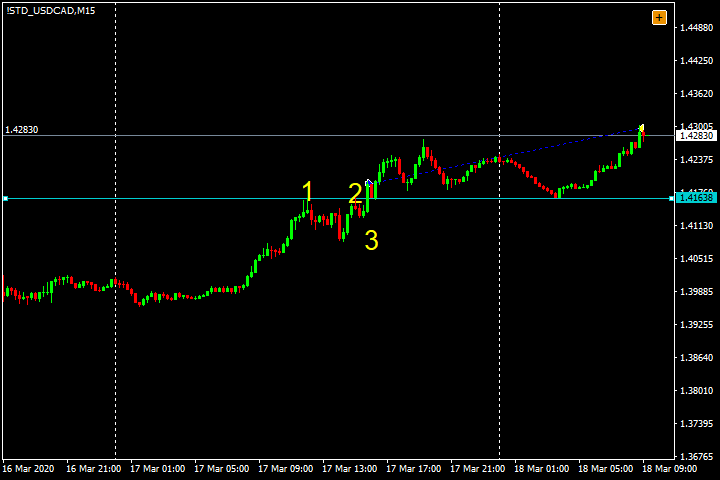 !STD_USDCAD,M15
+
1.44880
1.44250
1.43620
1.43005
1.42830
1.42830
1.42375
1.41638
1.41130
1.40515
1.39885
1.39255
1.38640
1.38010
1.37395
1.36765
1
2
3
16 Mar 2020
16 Mar 21:00
17 Mar 01:00
17 Mar 05:00
17 Mar 09:00
17 Mar 13:00
17 Mar 17:00
17 Mar 21:00
18 Mar 01:00
18 Mar 05:00
18 Mar 09:00